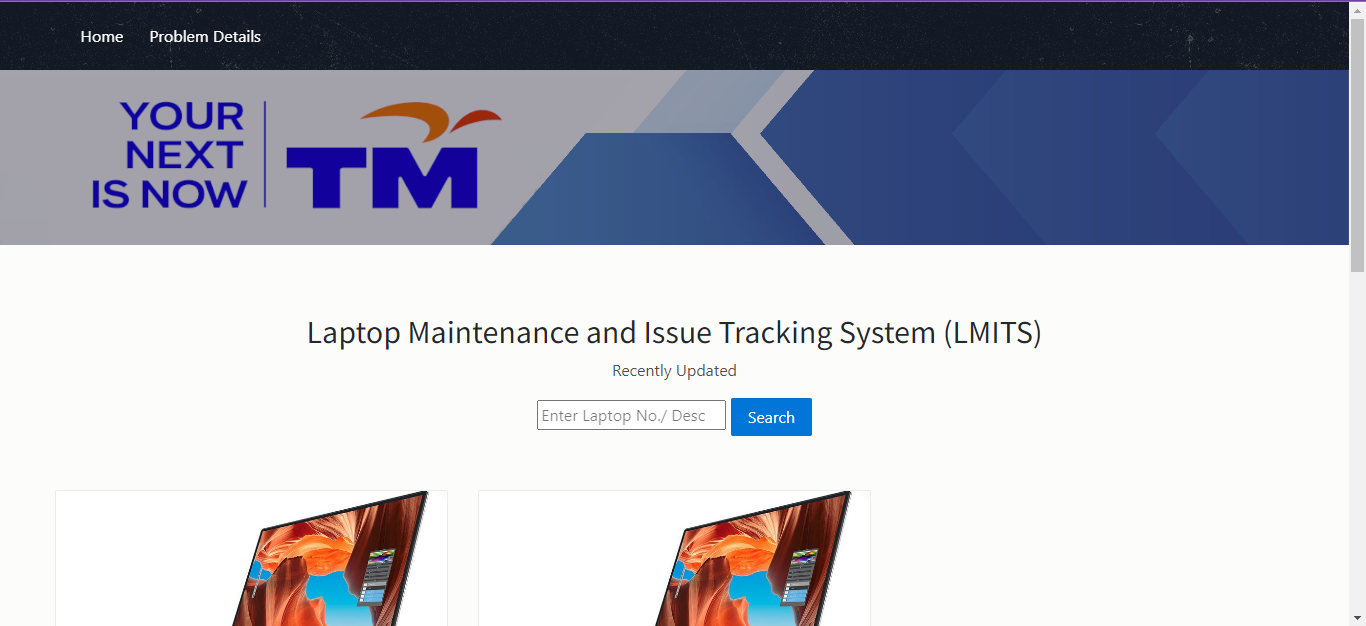 Home Problem Details
YOUR
NEXT
IS NOW
TM
Laptop Maintenance and Issue Tracking System (LMITS)
Recently Updated
Enter Laptop No./ Desc Search